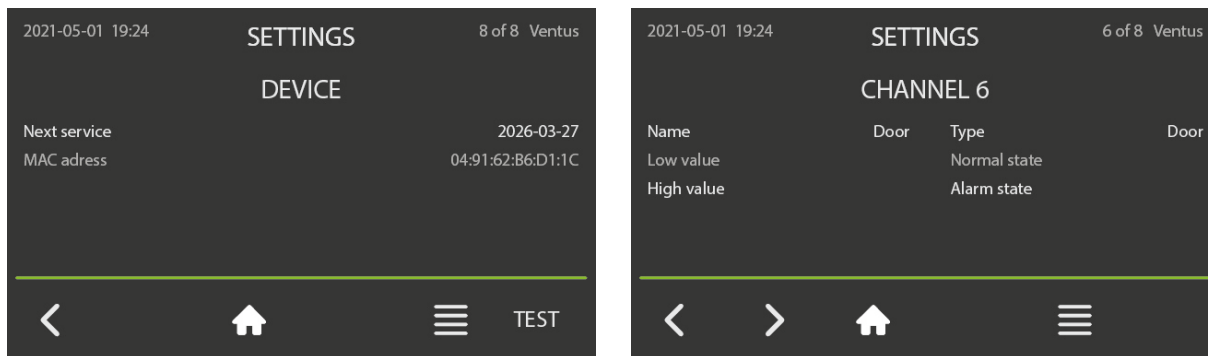 2021-05-01 19:24 SETTINGS 8 of 8 Ventus
DEVICE
Next service 2026-03-27
MAC adress 04:91:62:B6:D1:1C
TEST
2021-05-01 19:24 SETTINGS 6 of 8 Ventus
CHANNEL 6
Name Door Type Door
Low value Normal state
High value Alarm state